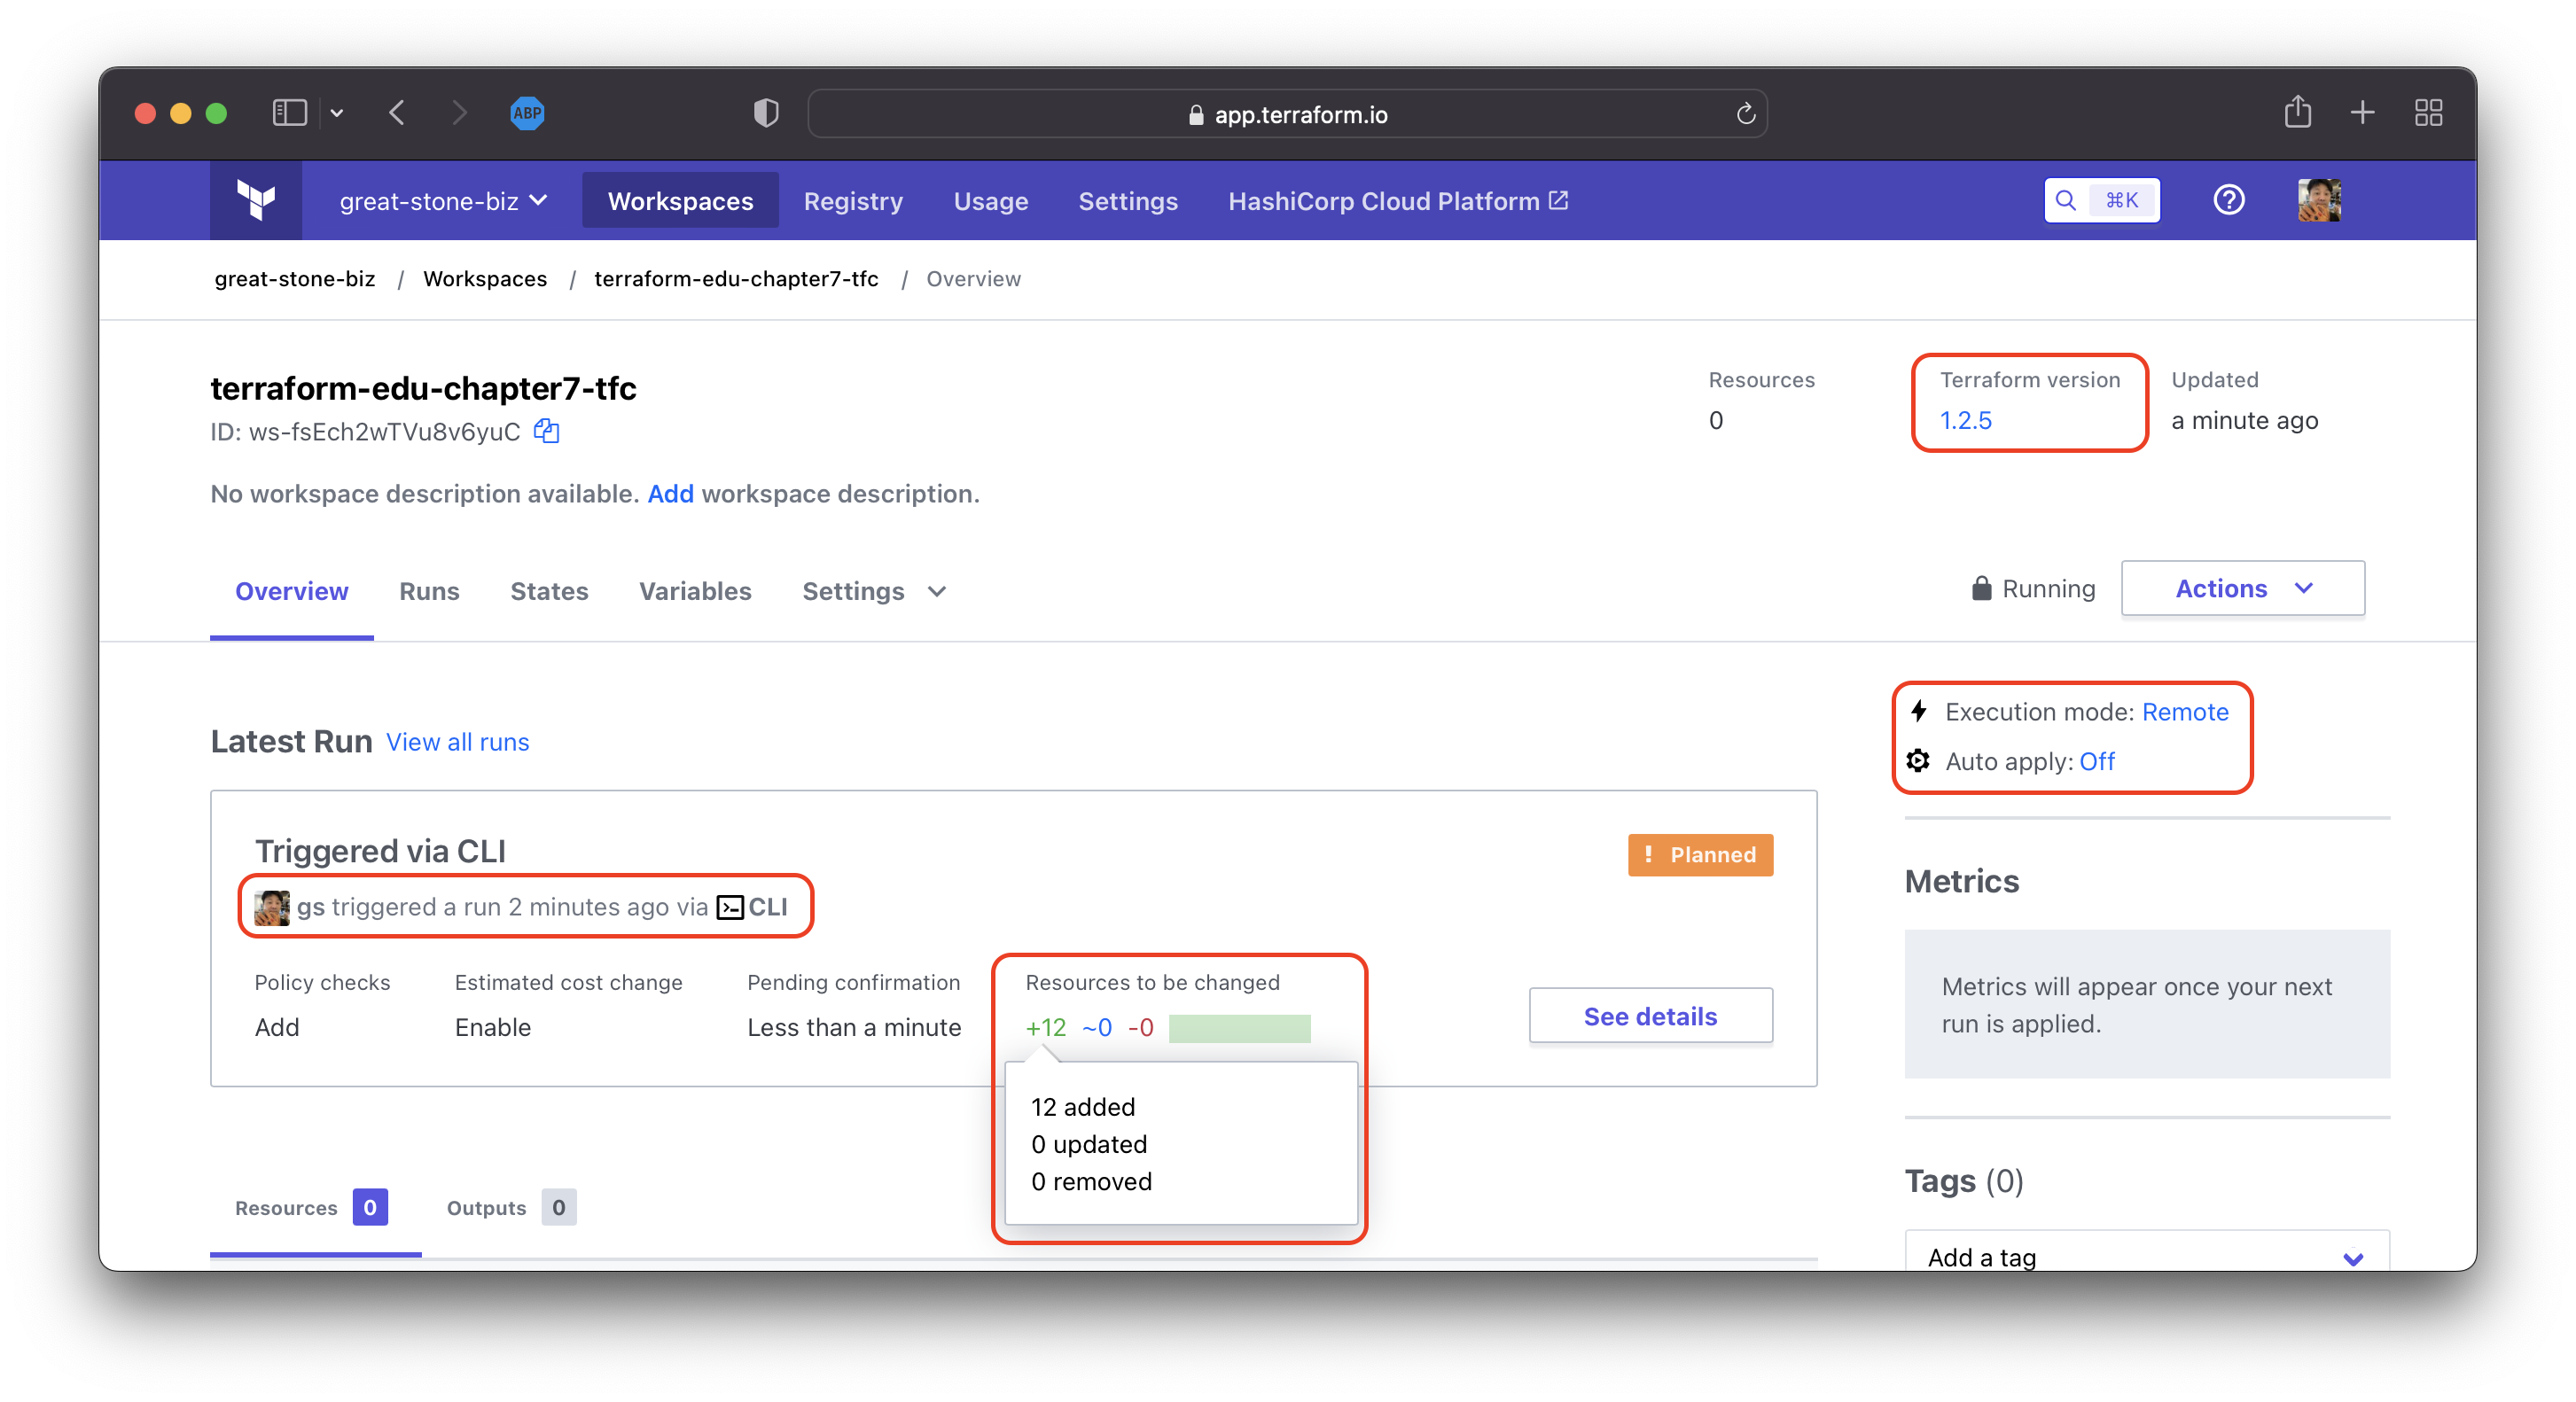 ABP
app.terraform.io
great-stone-biz
Workspaces
Registry
Usage
Settings
HashiCorp Cloud Platform
⌘K
great-stone-biz / Workspaces / terraform-edu-chapter7-tfc / Overview
terraform-edu-chapter7-tfc
ID: ws-fsEch2wTVu8v6yuC
No workspace description available. Add workspace description.
Resources
0
Terraform version
1.2.5
Updated
a minute ago
Overview
Runs
States
Variables
Settings
Running
Actions
Latest Run View all runs
Triggered via CLI
Planned
gs triggered a run 2 minutes ago via CLI
Policy checks
Add
Estimated cost change
Enable
Pending confirmation
Less than a minute
Resources to be changed
+12 ~0 -0
12 added
0 updated
0 removed
See details
Resources 0
Outputs 0
Execution mode: Remote
Auto apply: Off
Metrics
Metrics will appear once your next
run is applied.
Tags (0)
Add a tag